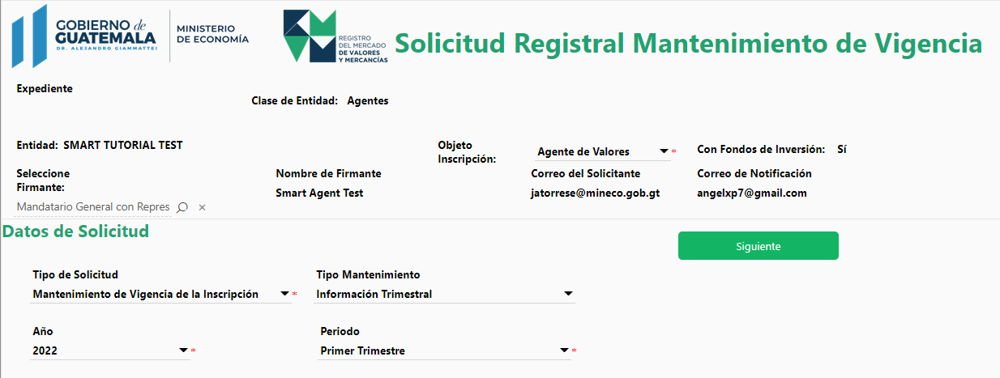 GOBIERNO de
GUATEMALA
DR. ALEJANDRO GIAMMATTEI
MINISTERIO
DE ECONOMÍA
REGISTRO
DEL MERCADO
DE VALORES
Y MERCANCÍAS
Solicitud Registral Mantenimiento de Vigencia
Expediente
Clase de Entidad: Agentes
Entidad: SMART TUTORIAL TEST
Objeto
Inscripción:
Agente de Valores *
Con Fondos de Inversión: Sí
Seleccione
Firmante:
Mandatario General con Repres
Nombre de Firmante
Smart Agent Test
Correo del Solicitante
jatorrese@mineco.gob.gt
Correo de Notificación
angelxp7@gmail.com
Datos de Solicitud
Siguiente
Tipo de Solicitud
Mantenimiento de Vigencia de la Inscripción *
Tipo Mantenimiento
Información Trimestral
Año
2022 *
Periodo
Primer Trimestre *